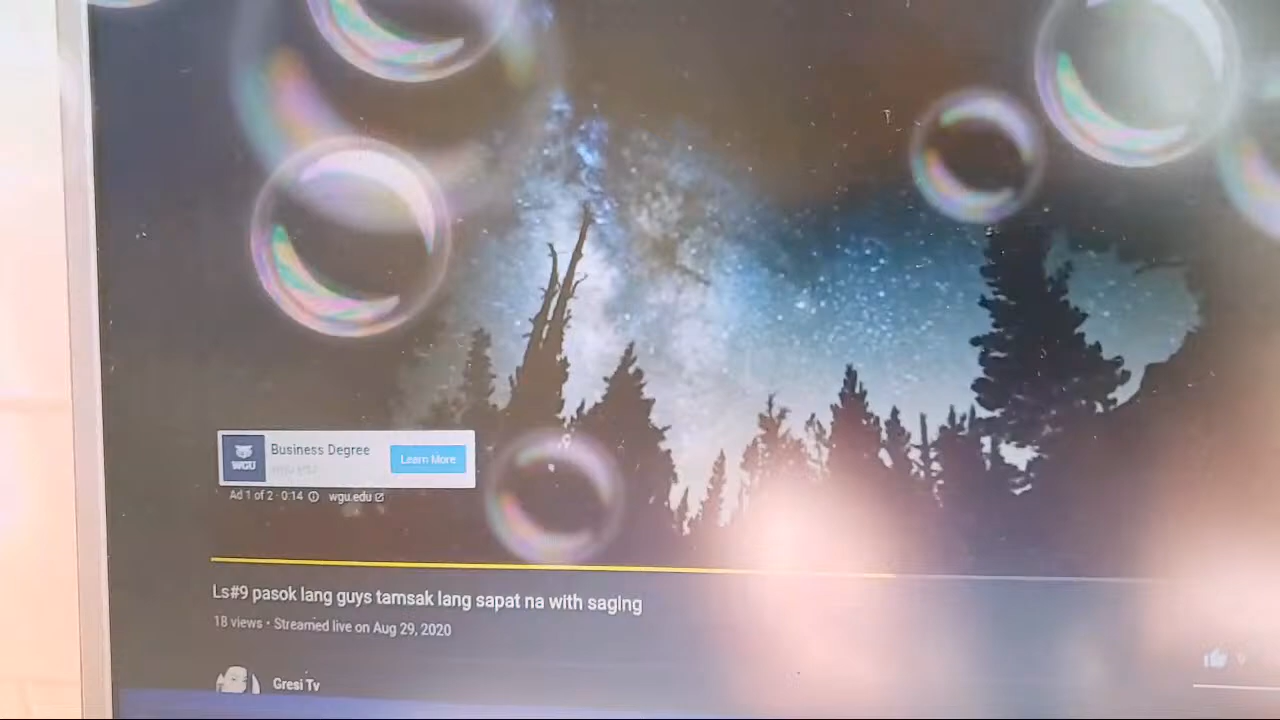 Business Degree
WGU
Learn More
Ad 1 of 2 · 0:14 wgu.edu
Ls#9 pasok lang guys tamsak lang sapat na with saging
18 views • Streamed live on Aug 29, 2020
9
Gresi Tv